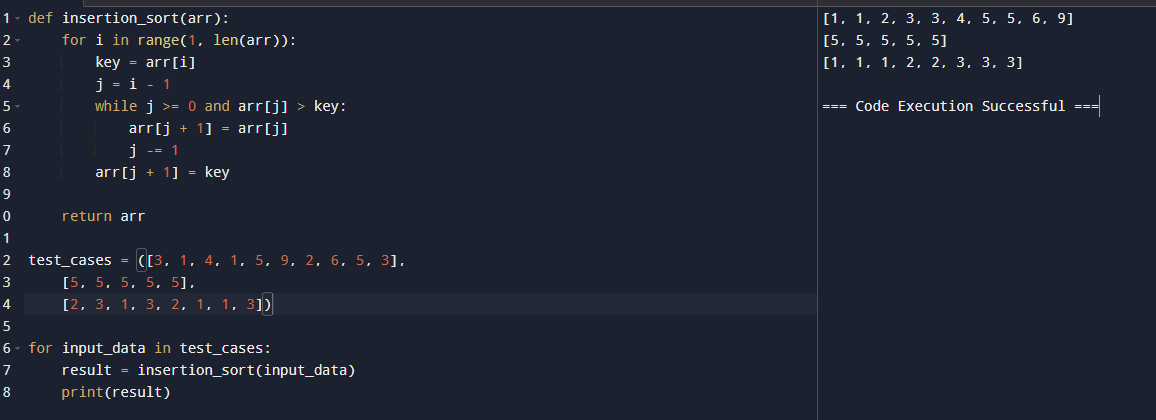 1 def insertion_sort(arr):
2     for i in range(1, len(arr)):
3         key = arr[i]
4         j = i - 1
5         while j >= 0 and arr[j] > key:
6             arr[j + 1] = arr[j]
7             j -= 1
8         arr[j + 1] = key
9
0     return arr
1
2 test_cases = ([3, 1, 4, 1, 5, 9, 2, 6, 5, 3],
3     [5, 5, 5, 5, 5],
4     [2, 3, 1, 3, 2, 1, 1, 3])
5
6 for input_data in test_cases:
7     result = insertion_sort(input_data)
8     print(result)
[1, 1, 2, 3, 3, 4, 5, 5, 6, 9]
[5, 5, 5, 5, 5]
[1, 1, 1, 2, 2, 3, 3, 3]
=== Code Execution Successful ===